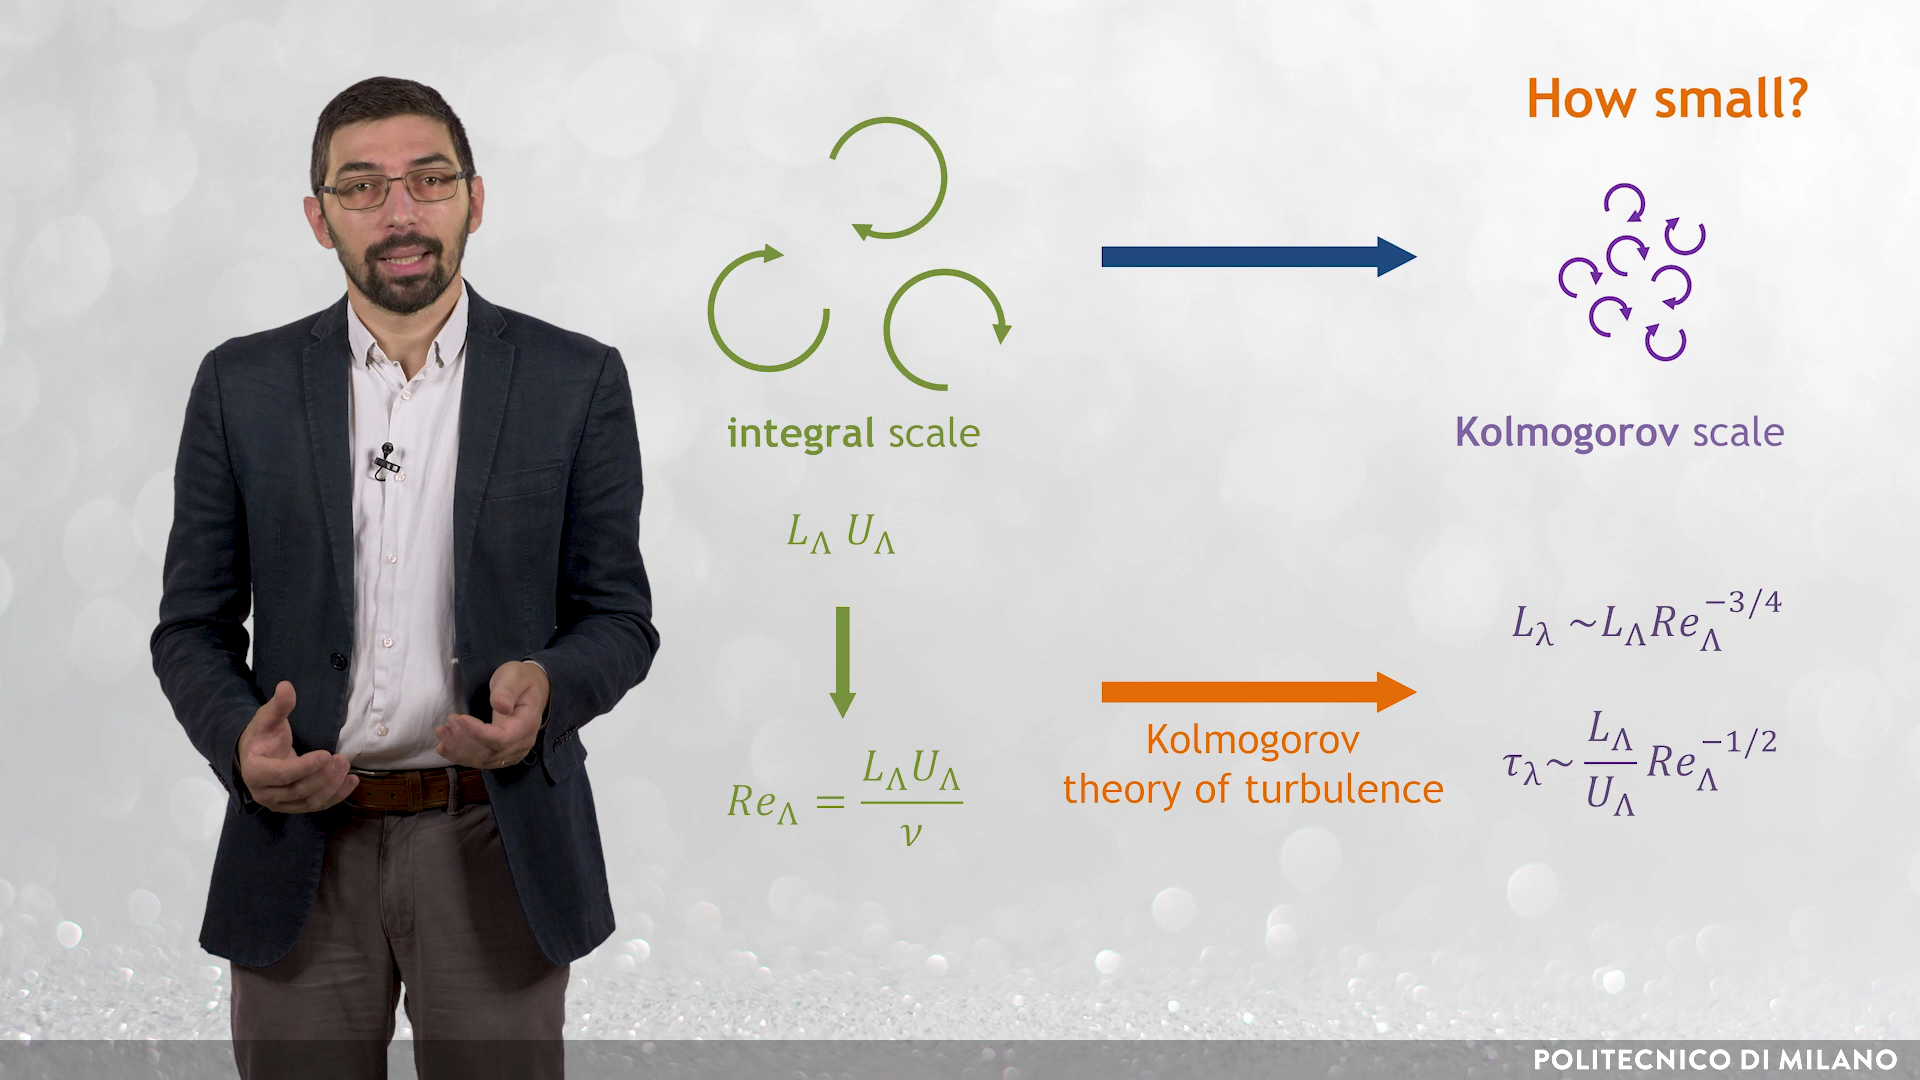 How small?
integral scale
Kolmogorov scale
L_Λ U_Λ
L_λ ~L_Λ Re_Λ^{-3/4}
Kolmogorov
theory of turbulence
τ_λ~ L_Λ/U_Λ Re_Λ^{-1/2}
Re_Λ = L_Λ U_Λ/ν
POLITECNICO DI MILANO